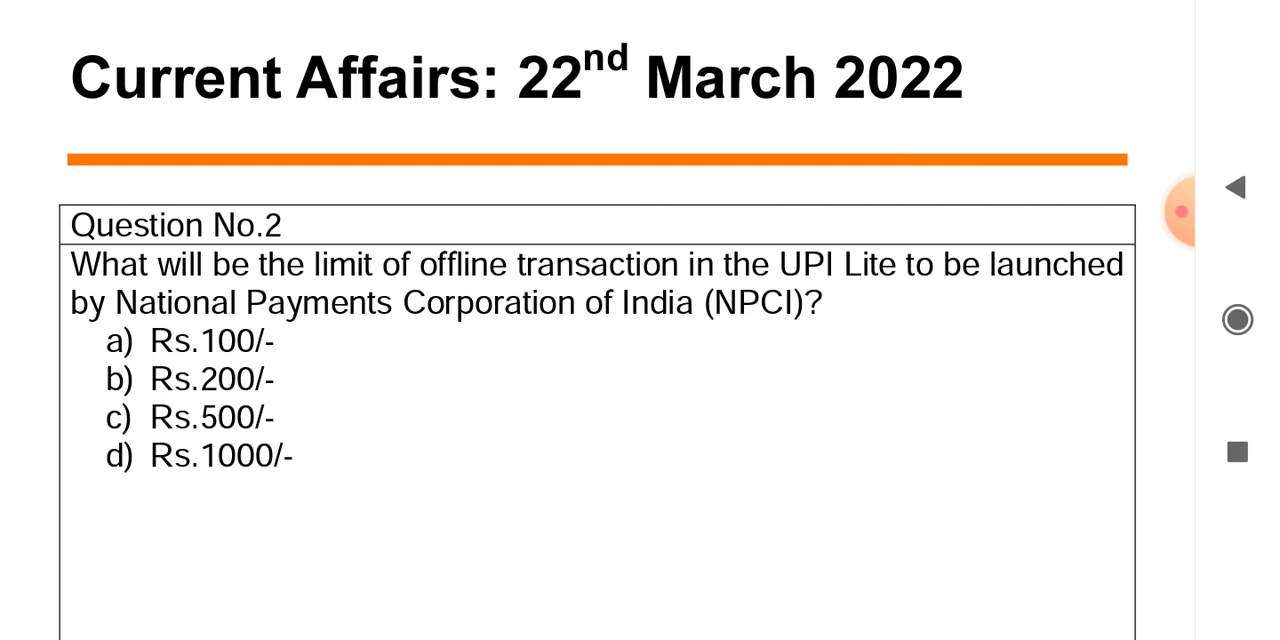 Current Affairs: 22nd March 2022
Question No.2
What will be the limit of offline transaction in the UPI Lite to be launched
by National Payments Corporation of India (NPCI)?
a) Rs.100/-
b) Rs.200/-
c) Rs.500/-
d) Rs.1000/-